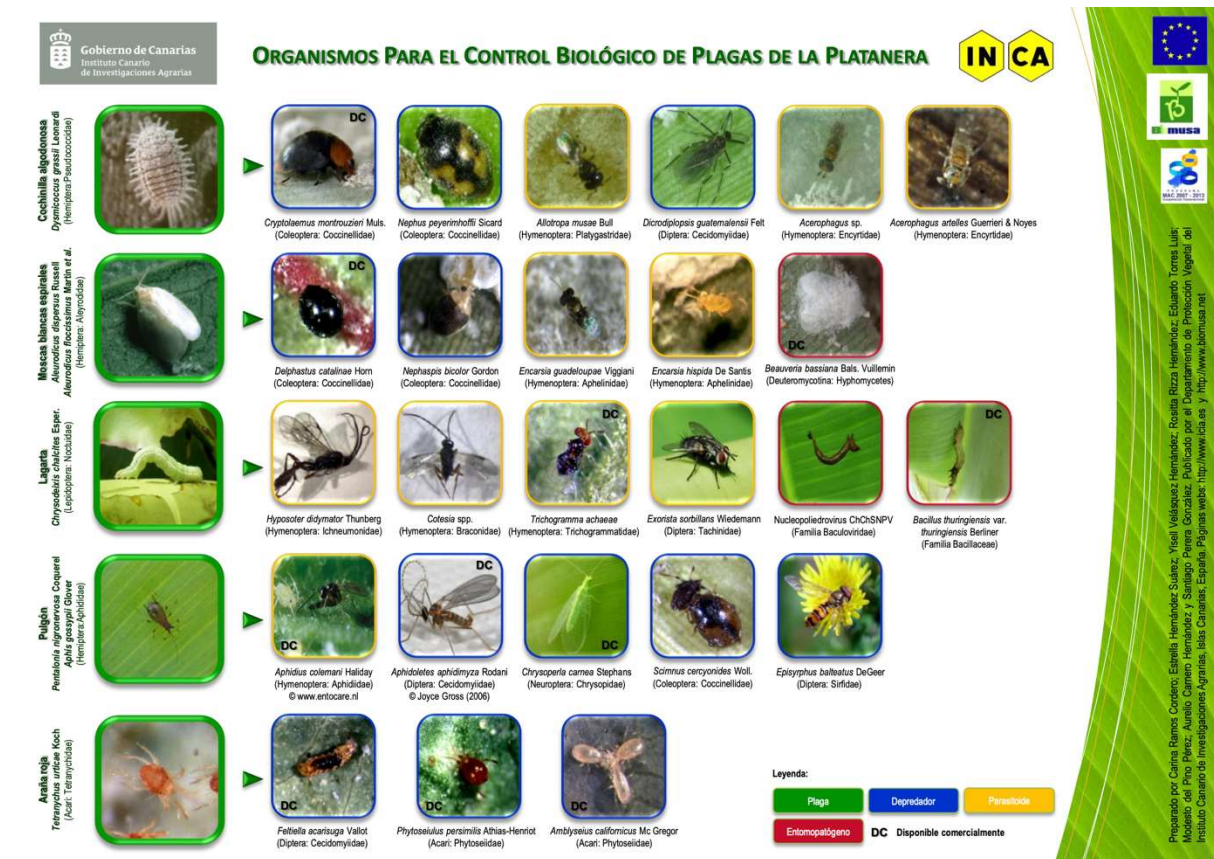 Gobierno de Canarias
Instituto Canario
de Investigaciones Agrarias
ORGANISMOS PARA EL CONTROL BIOLÓGICO DE PLAGAS DE LA PLATANERA
IN CA
Cochinilla algodonosa
Dysmicoccus grassii Leonardi
(Hemiptera:Pseudococcidae)
DC
Cryptolaemus montrouzieri Muls.
(Coleoptera: Coccinellidae)
Nephus peyerimhoffii Sicard
(Coleoptera: Coccinellidae)
Allotropa musae Bull
(Hymenoptera: Platygastridae)
Dicrodiplopsis guatemalensii Felt
(Diptera: Cecidomyiidae)
Acerophagus sp.
(Hymenoptera: Encyrtidae)
Acerophagus artelles Guerrieri & Noyes
(Hymenoptera: Encyrtidae)
Moscas blancas espirales
Aleurodicus dispersus Russell
Aleurodicus floccissimus Martin et al.
(Hemiptera: Aleyrodidae)
DC
Delphastus catalinae Horn
(Coleoptera: Coccinellidae)
Nephaspis bicolor Gordon
(Coleoptera: Coccinellidae)
Encarsia guadeloupae Viggiani
(Hymenoptera: Aphelinidae)
Encarsia hispida De Santis
(Hymenoptera: Aphelinidae)
DC
Beauveria bassiana Bals. Vuillemin
(Deuteromycotina: Hyphomycetes)
Lagarta
Chrysodeixis chalcites Esper.
(Lepidoptera: Noctuidae)
Hyposoter didymator Thunberg
(Hymenoptera: Ichneumonidae)
Cotesia spp.
(Hymenoptera: Braconidae)
DC
Trichogramma achaeae
(Hymenoptera: Trichogrammatidae)
Exorista sorbillans Wiedemann
(Diptera: Tachinidae)
Nucleopoliedrovirus ChChSNPV
(Familia Baculoviridae)
DC
Bacillus thuringiensis var.
thuringiensis Berliner
(Familia Bacillaceae)
Pulgón
Pentalonia nigronervosa Coquerel
Aphis gossypii Glover
(Hemiptera:Aphididae)
DC
Aphidius colemani Haliday
(Hymenoptera: Aphidiidae)
© www.entocare.nl
DC
Aphidoletes aphidimyza Rodani
(Diptera: Cecidomyiidae)
© Joyce Gross (2006)
DC
Chrysoperla carnea Stephans
(Neuroptera: Chrysopidae)
Scimnus cercyonides Woll.
(Coleoptera: Coccinellidae)
Episyrphus balteatus DeGeer
(Diptera: Sirfidae)
Araña roja
Tetranychus urticae Koch
(Acari: Tetranychidae)
DC
Feltiella acarisuga Vallot
(Diptera: Cecidomyiidae)
DC
Phytoseiulus persimilis Athias-Henriot
(Acari: Phytoseiidae)
DC
Amblyseius californicus Mc Gregor
(Acari: Phytoseiidae)
Leyenda:
Plaga
Depredador
Parasitoide
Entomopatógeno
DC Disponible comercialmente
Bi musa
MAC 2007 - 2013
Preparado por Carina Ramos Cordero; Estrella Hernández Suárez; Yisell Velásquez Hernández; Rositta Rizza Hernández; Eduardo Torres Luis;
Modesto del Pino Pérez; Aurelio Carnero Hernández y Santiago Perera González. Publicado por el Departamento de Protección Vegetal del
Instituto Canario de Investigaciones Agrarias, Islas Canarias, España. Páginas webs: http://www.icia.es y http://www.biomusa.net